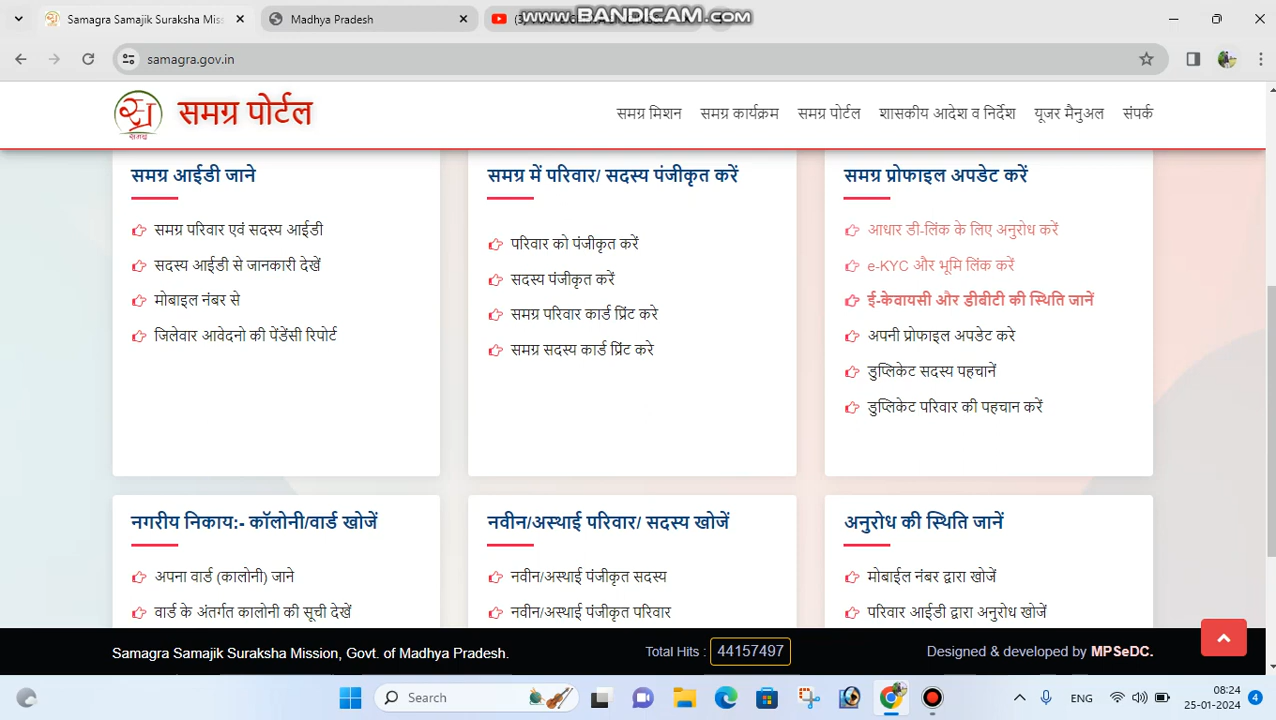 Samagra Samajik Suraksha Miss
Madhya Pradesh
www.BANDICAM.com
samagra.gov.in
समग्र
समग्र पोर्टल
समग्र मिशन समग्र कार्यक्रम समग्र पोर्टल शासकीय आदेश व निर्देश यूजर मैनुअल संपर्क
समग्र आईडी जाने
समग्र परिवार एवं सदस्य आईडी
सदस्य आईडी से जानकारी देखें
मोबाइल नंबर से
जिलेवार आवेदनो की पेंडेंसी रिपोर्ट
समग्र में परिवार/ सदस्य पंजीकृत करें
परिवार को पंजीकृत करें
सदस्य पंजीकृत करें
समग्र परिवार कार्ड प्रिंट करे
समग्र सदस्य कार्ड प्रिंट करे
समग्र प्रोफाइल अपडेट करें
आधार डी-लिंक के लिए अनुरोध करें
e-KYC और भूमि लिंक करें
ई-केवायसी और डीबीटी की स्थिति जानें
अपनी प्रोफाइल अपडेट करे
डुप्लिकेट सदस्य पहचानें
डुप्लिकेट परिवार की पहचान करें
नगरीय निकाय:- कॉलोनी/वार्ड खोजें
अपना वार्ड (कालोनी) जाने
वार्ड के अंतर्गत कालोनी की सूची देखें
नवीन/अस्थाई परिवार/ सदस्य खोजें
नवीन/अस्थाई पंजीकृत सदस्य
नवीन/अस्थाई पंजीकृत परिवार
अनुरोध की स्थिति जानें
मोबाईल नंबर द्वारा खोजें
परिवार आईडी द्वारा अनुरोध खोजें
Samagra Samajik Suraksha Mission, Govt. of Madhya Pradesh.
Total Hits : 44157497
Designed & developed by MPSeDC.
Search
ENG
08:24
25-01-2024
4